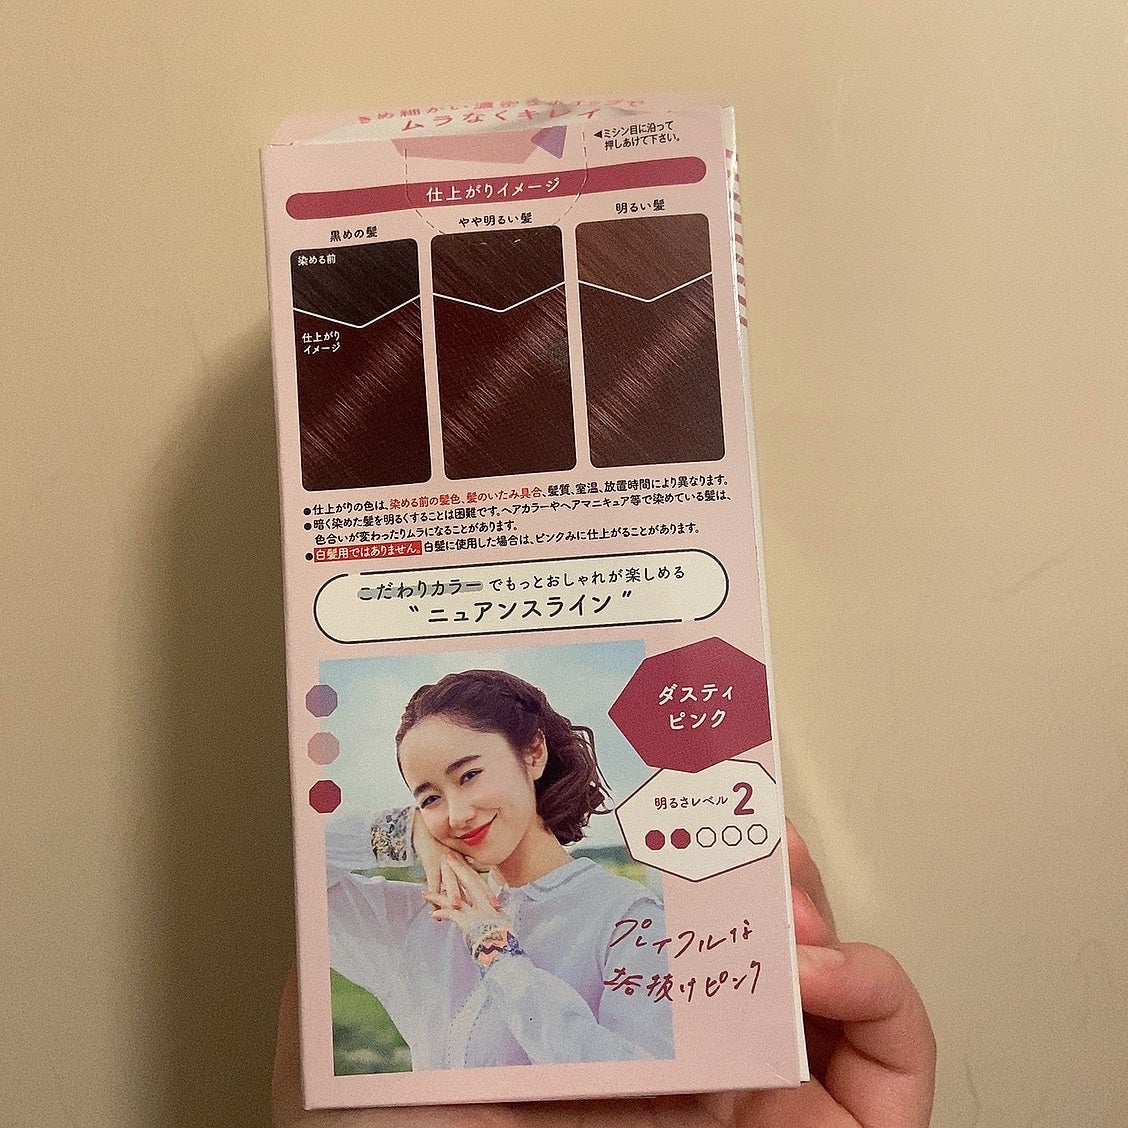 きめ細かい濃密
ムラなくキレイ
◀ミシン目に沿って
押しあけて下さい。
仕上がりイメージ
黒めの髪
やや明るい髪
明るい髪
染める前
仕上がり
イメージ
●仕上がりの色は、染める前の髪色、髪のいたみ具合、髪質、室温、放置時間により異なります。
●暗く染めた髪を明るくすることは困難です。ヘアカラーやヘアマニキュア等で染めている髪は、
色合いが変わったりムラになることがあります。
●白髪用ではありません。白髪に使用した場合は、ピンクみに仕上がることがあります。
こだわりカラーでもっとおしゃれが楽しめる
“ニュアンスライン”
ダスティ
ピンク
明るさレベル 2
プレイフルな
垢抜けピンク